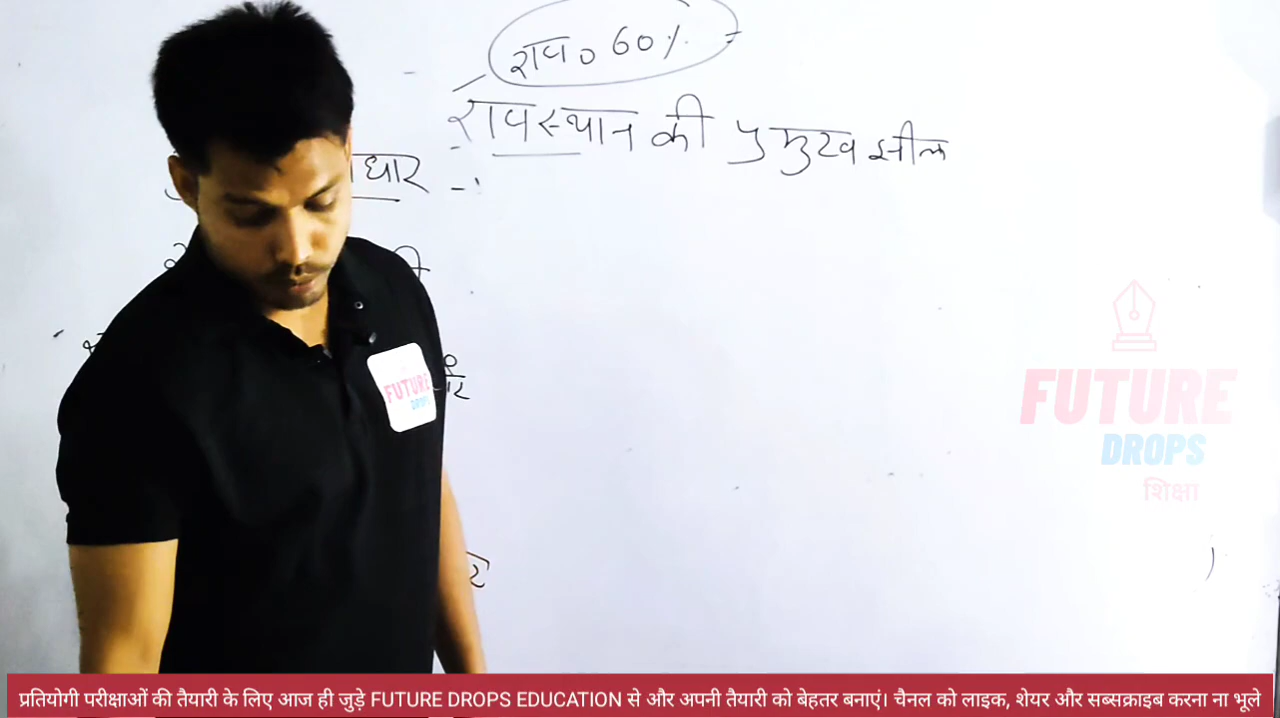 राज० 60%
राजस्थान की प्रमुख झील
धार
FUTURE
DROPS
FUTURE
DROPS
शिक्षा
प्रतियोगी परीक्षाओं की तैयारी के लिए आज ही जुड़े FUTURE DROPS EDUCATION से और अपनी तैयारी को बेहतर बनाएं। चैनल को लाइक, शेयर और सब्सक्राइब करना ना भूले